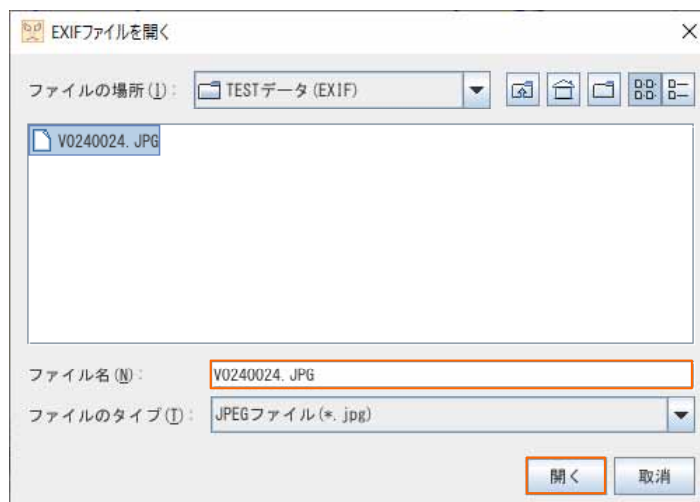 EXIFファイルを開く
ファイルの場所(I):
TESTデータ(EXIF)
V0240024.JPG
ファイル名(N):
V0240024.JPG
ファイルのタイプ(T):
JPEGファイル(*.jpg)
開く
取消